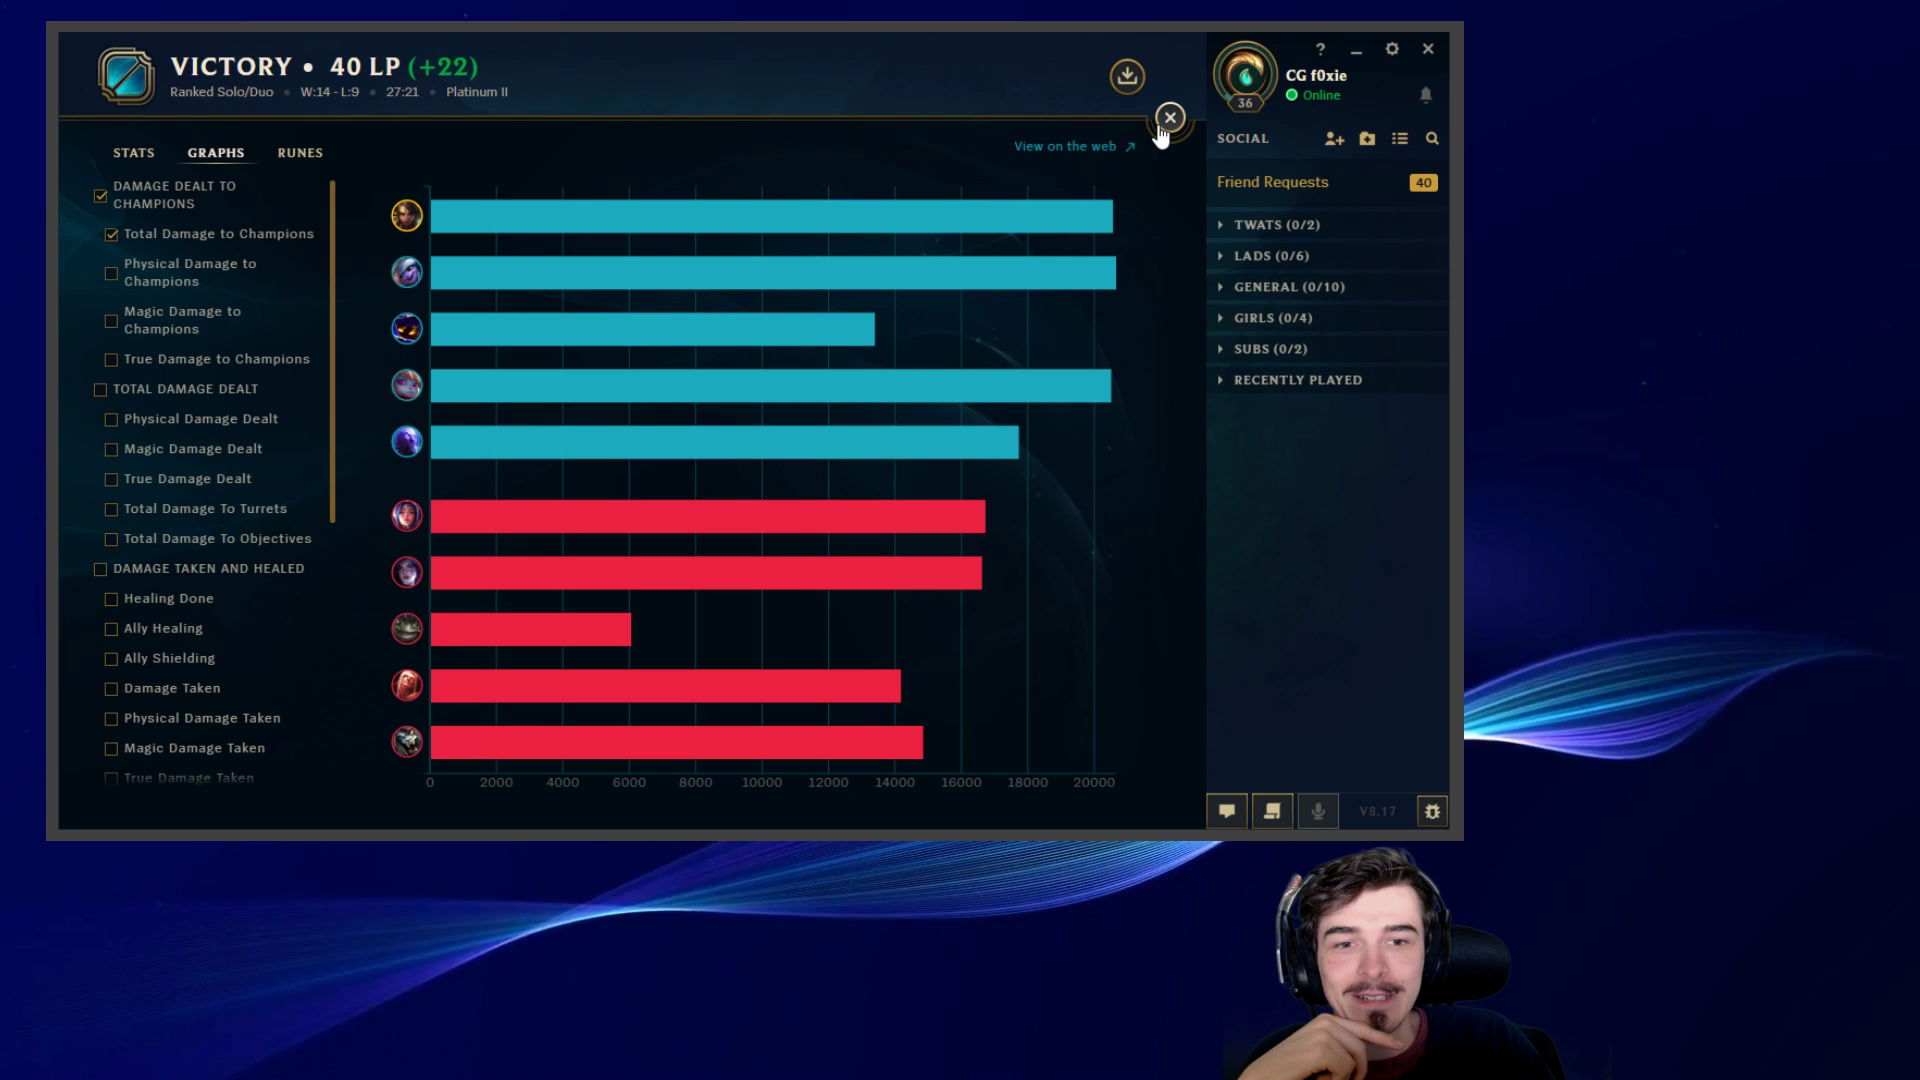 VICTORY • 40 LP (+22)
Ranked Solo/Duo • W:14 - L:9 • 27:21 • Platinum II
STATS
GRAPHS
RUNES
View on the web
DAMAGE DEALT TO
CHAMPIONS
Total Damage to Champions
Physical Damage to
Champions
Magic Damage to
Champions
True Damage to Champions
TOTAL DAMAGE DEALT
Physical Damage Dealt
Magic Damage Dealt
True Damage Dealt
Total Damage To Turrets
Total Damage To Objectives
DAMAGE TAKEN AND HEALED
Healing Done
Ally Healing
Ally Shielding
Damage Taken
Physical Damage Taken
Magic Damage Taken
True Damage Taken
0 2000 4000 6000 8000 10000 12000 14000 16000 18000 20000
?
36
CG f0xie
Online
SOCIAL
Friend Requests 40
TWATS (0/2)
LADS (0/6)
GENERAL (0/10)
GIRLS (0/4)
SUBS (0/2)
RECENTLY PLAYED
V8.17